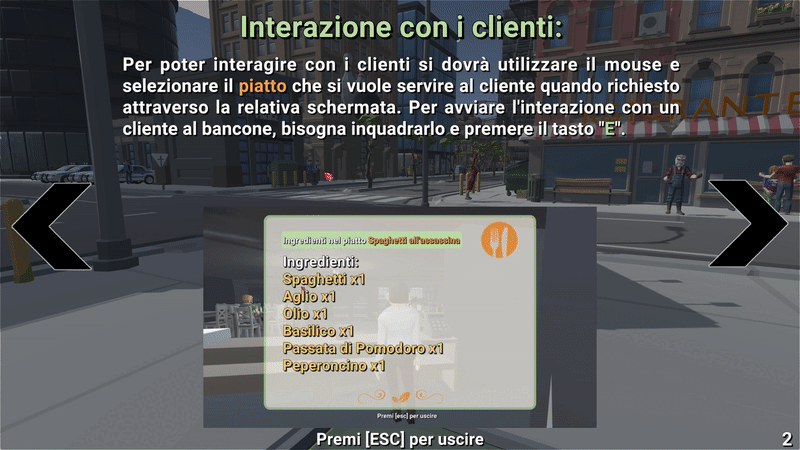 Interazione con i clienti:
Per poter interagire con i clienti si dovrà utilizzare il mouse e
selezionare il piatto che si vuole servire al cliente quando richiesto
attraverso la relativa schermata. Per avviare l'interazione con un
cliente al bancone, bisogna inquadrarlo e premere il tasto "E".
Ingredienti nel piatto Spaghetti all'assassina
Ingredienti:
Spaghetti x1
Aglio x1
Olio x1
Basilico x1
Passata di Pomodoro x1
Peperoncino x1
Premi [esc] per uscire
Premi [ESC] per uscire
2